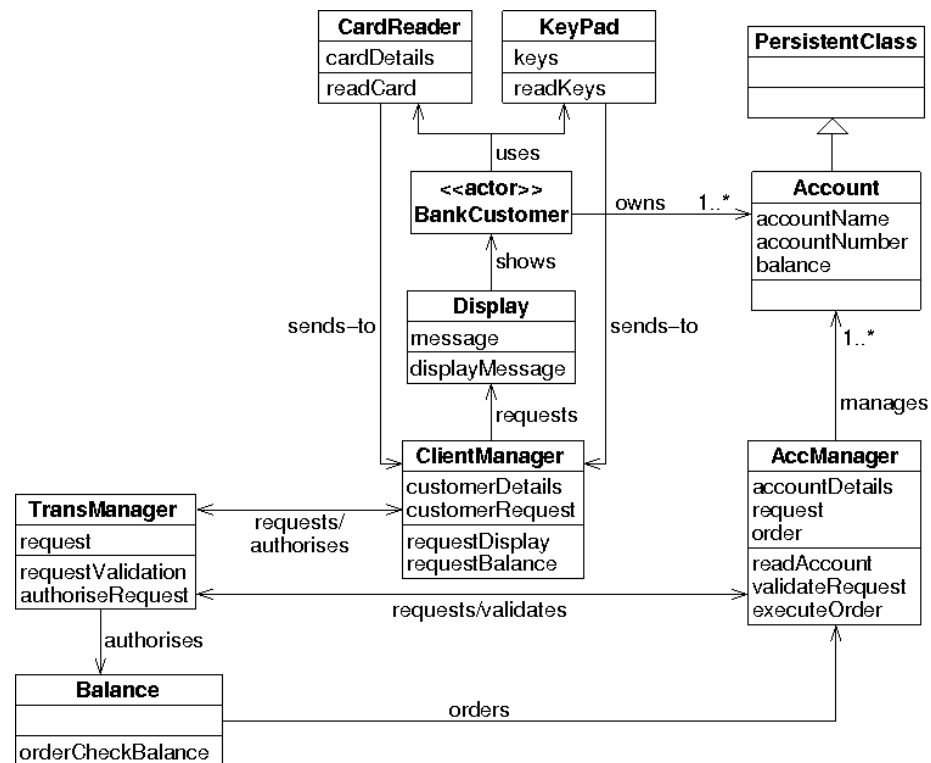 CardReader
cardDetails
readCard
KeyPad
keys
readKeys
PersistentClass
uses
<<actor>>
BankCustomer
owns
1..*
Account
accountName
accountNumber
balance
shows
Display
message
displayMessage
sends-to
sends-to
1..*
requests
manages
ClientManager
customerDetails
customerRequest
requestDisplay
requestBalance
AccManager
accountDetails
request
order
readAccount
validateRequest
executeOrder
TransManager
request
requestValidation
authoriseRequest
requests/
authorises
requests/validates
authorises
Balance
orderCheckBalance
orders